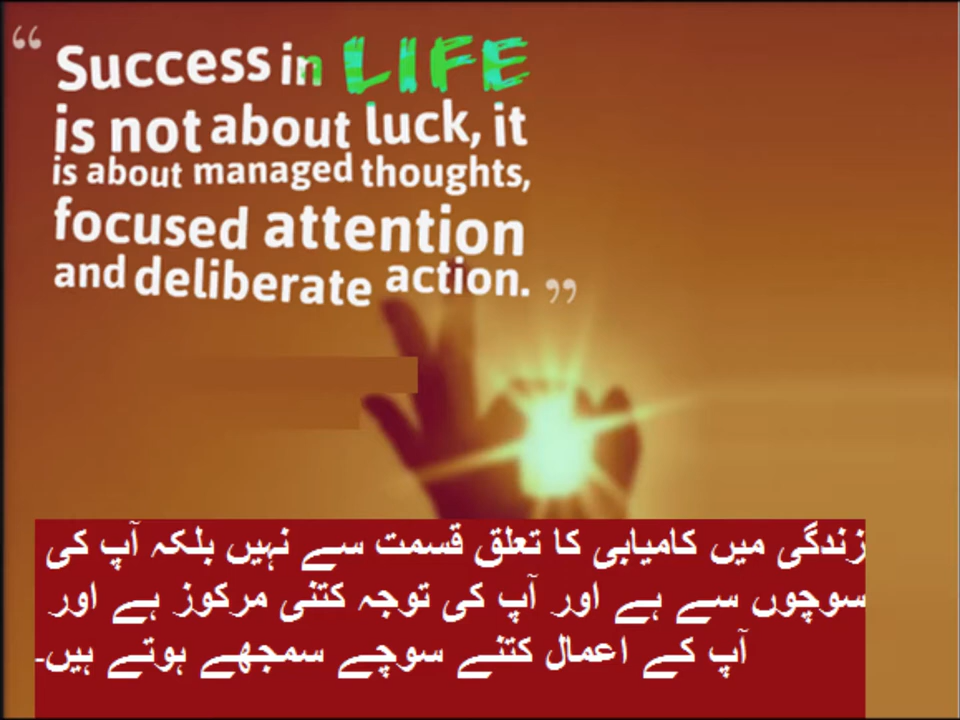 “ Success in LIFE
is not about luck, it
is about managed thoughts,
focused attention
and deliberate action. ”
زندگی میں کامیابی کا تعلق قسمت سے نہیں بلکہ آپ کی
سوچوں سے ہے اور آپ کی توجہ کتنی مرکوز ہے اور
آپ کے اعمال کتنے سوچے سمجھے ہوتے ہیں۔